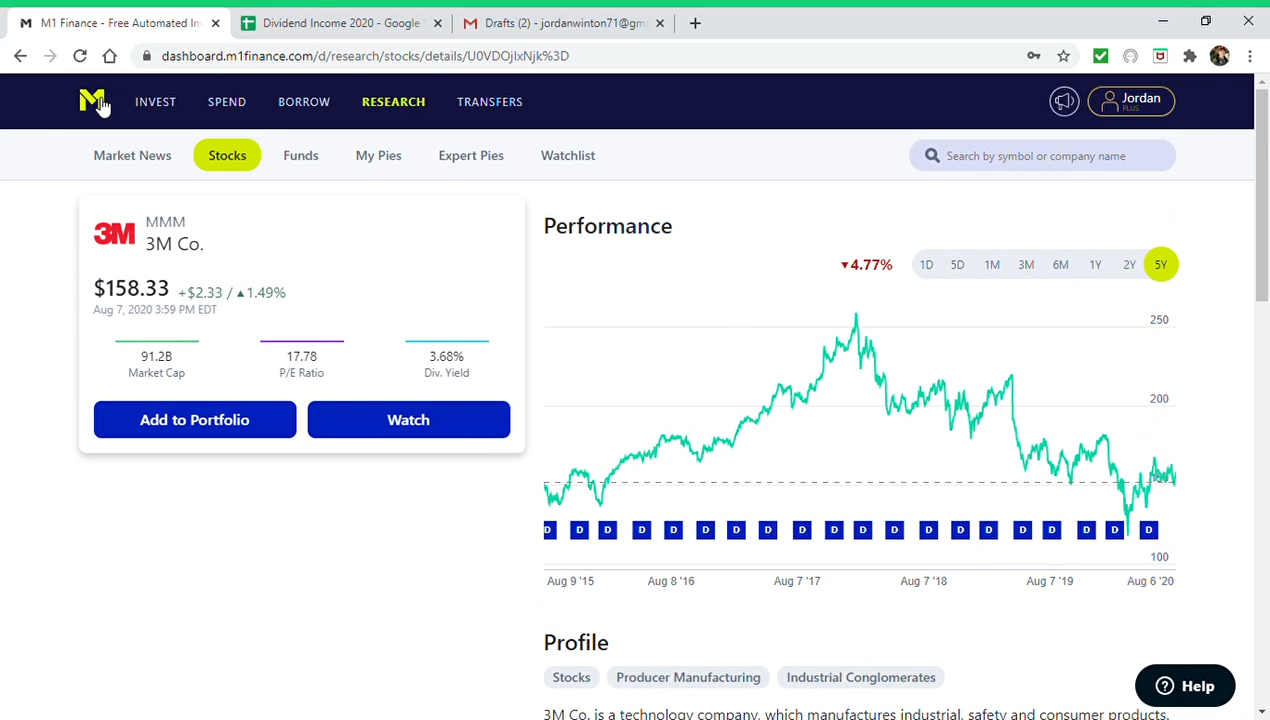 M1 Finance - Free Automated In
Dividend Income 2020 - Google
Drafts (2) - jordanwinton71@gm
dashboard.m1finance.com/d/research/stocks/details/U0VDOjIxNjk%3D
INVEST
SPEND
BORROW
RESEARCH
TRANSFERS
Jordan
PLUS
Market News
Stocks
Funds
My Pies
Expert Pies
Watchlist
Search by symbol or company name
3M
MMM
3M Co.
$158.33 +$2.33 / ▲1.49%
Aug 7, 2020 3:59 PM EDT
91.2B
Market Cap
17.78
P/E Ratio
3.68%
Div. Yield
Add to Portfolio
Watch
Performance
▼4.77%
1D 5D 1M 3M 6M 1Y 2Y 5Y
250
200
D D D D D D D D D D D D D D D D D D D D
100
Aug 9 '15 Aug 8 '16 Aug 7 '17 Aug 7 '18 Aug 7 '19 Aug 6 '20
Profile
Stocks
Producer Manufacturing
Industrial Conglomerates
3M Co. is a technology company, which manufactures industrial, safety and consumer products.
Help